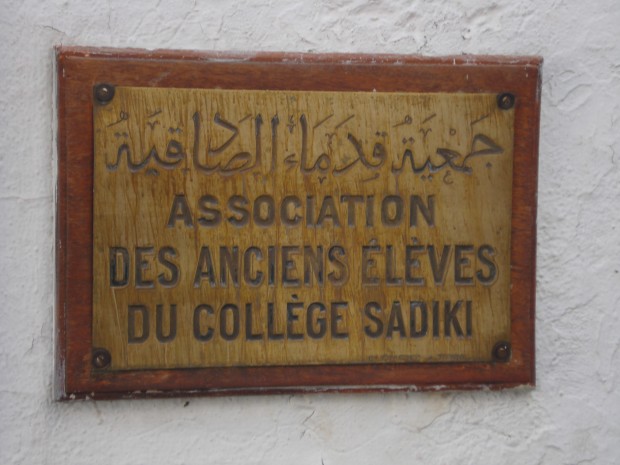 جمعية قدماء الصادقية
ASSOCIATION
DES ANCIENS ÉLÈVES
DU COLLÈGE SADIKI